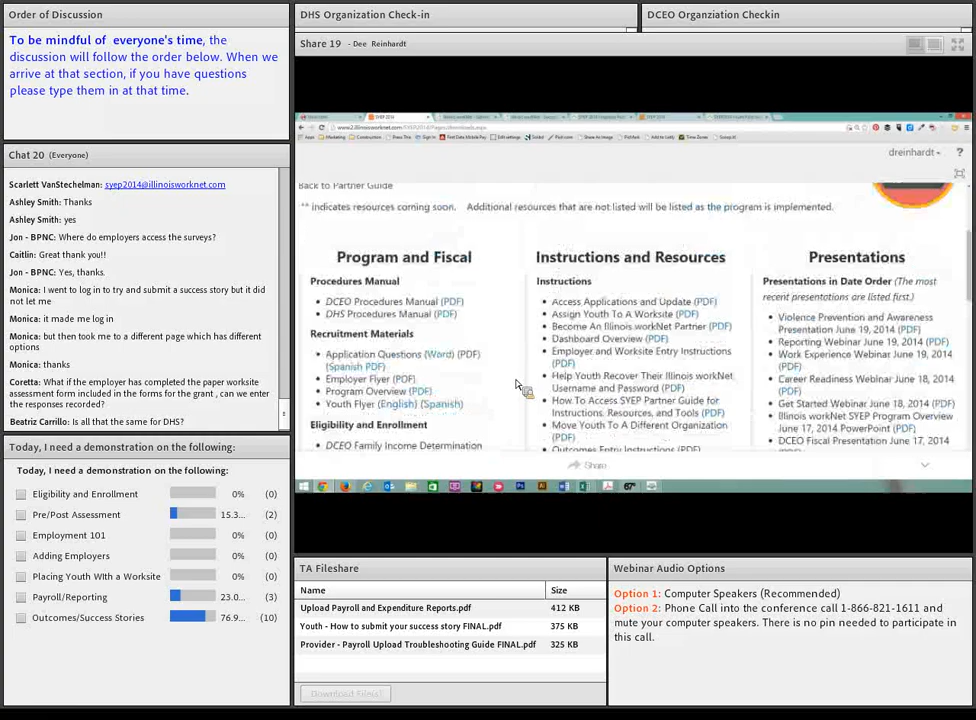 Order of Discussion
To be mindful of everyone's time, the
discussion will follow the order below. When we
arrive at that section, if you have questions
please type them in at that time.
Chat 20 (Everyone)
Scarlett VanStechelman: syep2014@illinoisworknet.com
Ashley Smith: Thanks
Ashley Smith: yes
Jon - BPNC: Where do employers access the surveys?
Caitlin: Great thank you!!
Jon - BPNC: Yes, thanks.
Monica: I went to log in to try and submit a success story but it did
not let me
Monica: it made me log in
Monica: but then took me to a different page which has different
options
Monica: thanks
Coretta: What if the employer has completed the paper worksite
assessment form included in the forms for the grant , can we enter
the responses recorded?
Beatriz Carrillo: Is all that the same for DHS?
Today, I need a demonstration on the following:
Today, I need a demonstration on the following:
Eligibility and Enrollment 0% (0)
Pre/Post Assessment 15.3... (2)
Employment 101 0% (0)
Adding Employers 0% (0)
Placing Youth WIth a Worksite 0% (0)
Payroll/Reporting 23.0... (3)
Outcomes/Success Stories 76.9... (10)
DHS Organization Check-in
DCEO Organziation Checkin
Share 19 - Dee Reinhardt
dreinhardt
?
Back to Partner Guide
** indicates resources coming soon. Additional resources that are not listed will be listed as the program is implemented.
Program and Fiscal
Procedures Manual
• DCEO Procedures Manual (PDF)
• DHS Procedures Manual (PDF)
Recruitment Materials
• Application Questions (Word) (PDF)
(Spanish PDF)
• Employer Flyer (PDF)
• Program Overview (PDF)
• Youth Flyer (English) (Spanish)
Eligibility and Enrollment
• DCEO Family Income Determination
Instructions and Resources
Instructions
• Access Applications and Update (PDF)
• Assign Youth To A Worksite (PDF)
• Become An Illinois workNet Partner (PDF)
• Dashboard Overview (PDF)
• Employer and Worksite Entry Instructions
(PDF)
• Help Youth Recover Their Illinois workNet
Username and Password (PDF)
• How To Access SYEP Partner Guide for
Instructions, Resources, and Tools (PDF)
• Move Youth To A Different Organization
(PDF)
• Outcomes Entry Instructions (PDF)
Presentations
Presentations in Date Order (The most
recent presentations are listed first.)
• Violence Prevention and Awareness
Presentation June 19, 2014 (PDF)
• Reporting Webinar June 19, 2014 (PDF)
• Work Experience Webinar June 19, 2014
(PDF)
• Career Readiness Webinar June 18, 2014
(PDF)
• Get Started Webinar June 18, 2014 (PDF)
• Illinois workNet SYEP Program Overview
June 17, 2014 PowerPoint (PDF)
• DCEO Fiscal Presentation June 17, 2014
(PDF)
Share
67°
TA Fileshare
Name Size
Upload Payroll and Expenditure Reports.pdf 412 KB
Youth - How to submit your success story FINAL.pdf 375 KB
Provider - Payroll Upload Troubleshooting Guide FINAL.pdf 325 KB
Download File(s)
Webinar Audio Options
Option 1: Computer Speakers (Recommended)
Option 2: Phone Call into the conference call 1-866-821-1611 and
mute your computer speakers. There is no pin needed to participate in
this call.